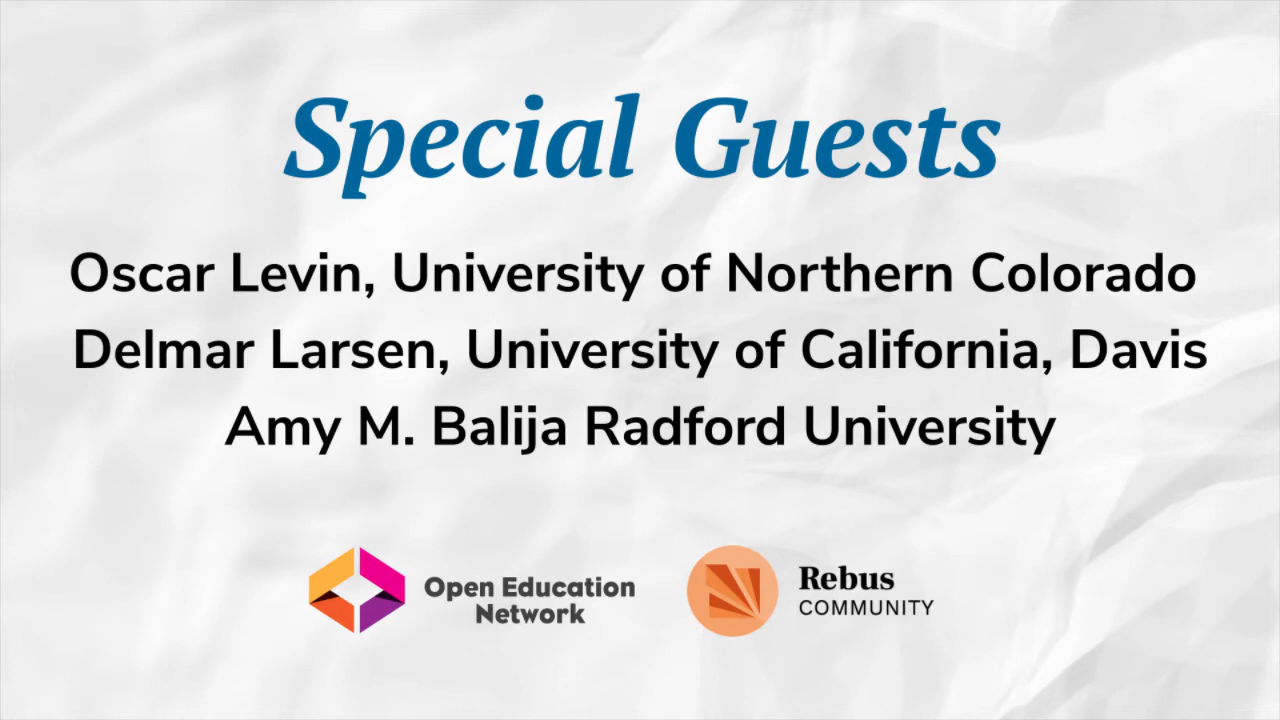 Special Guests
Oscar Levin, University of Northern Colorado
Delmar Larsen, University of California, Davis
Amy M. Balija Radford University
Open Education
Network
Rebus
COMMUNITY